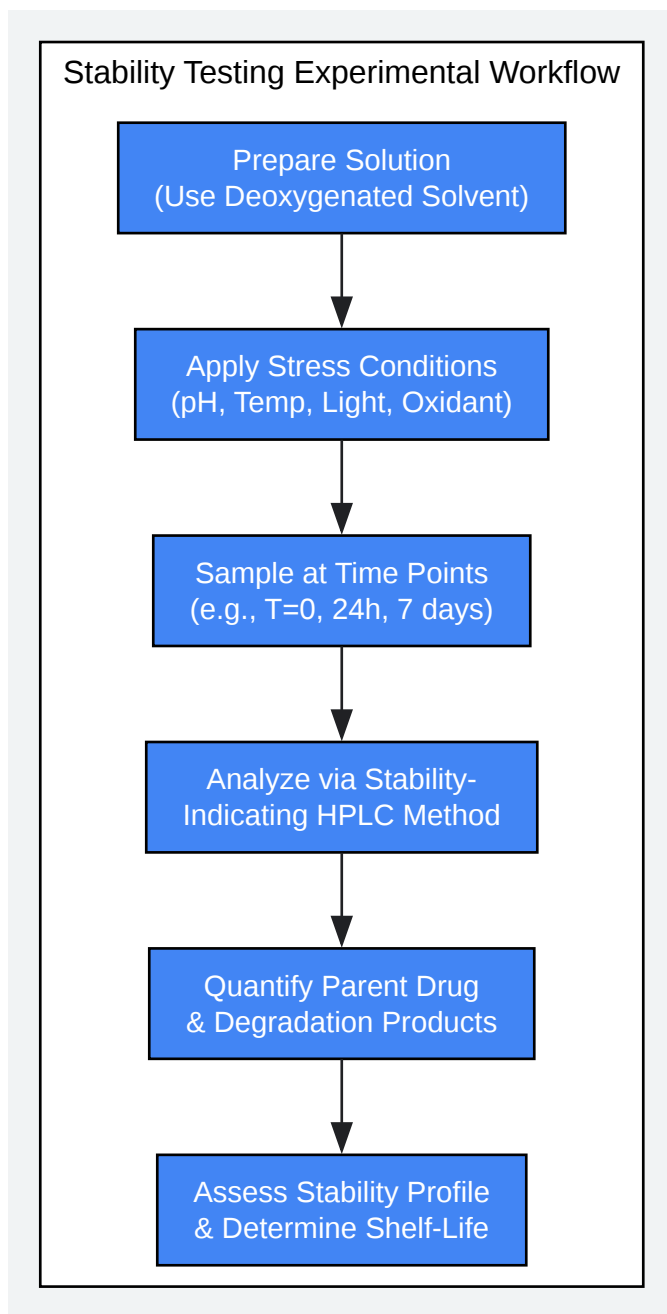 Stability Testing Experimental Workflow
Prepare Solution
(Use Deoxygenated Solvent)
Apply Stress Conditions
(pH, Temp, Light, Oxidant)
Sample at Time Points
(e.g., T=0, 24h, 7 days)
Analyze via Stability-
Indicating HPLC Method
Quantify Parent Drug
& Degradation Products
Assess Stability Profile
& Determine Shelf-Life